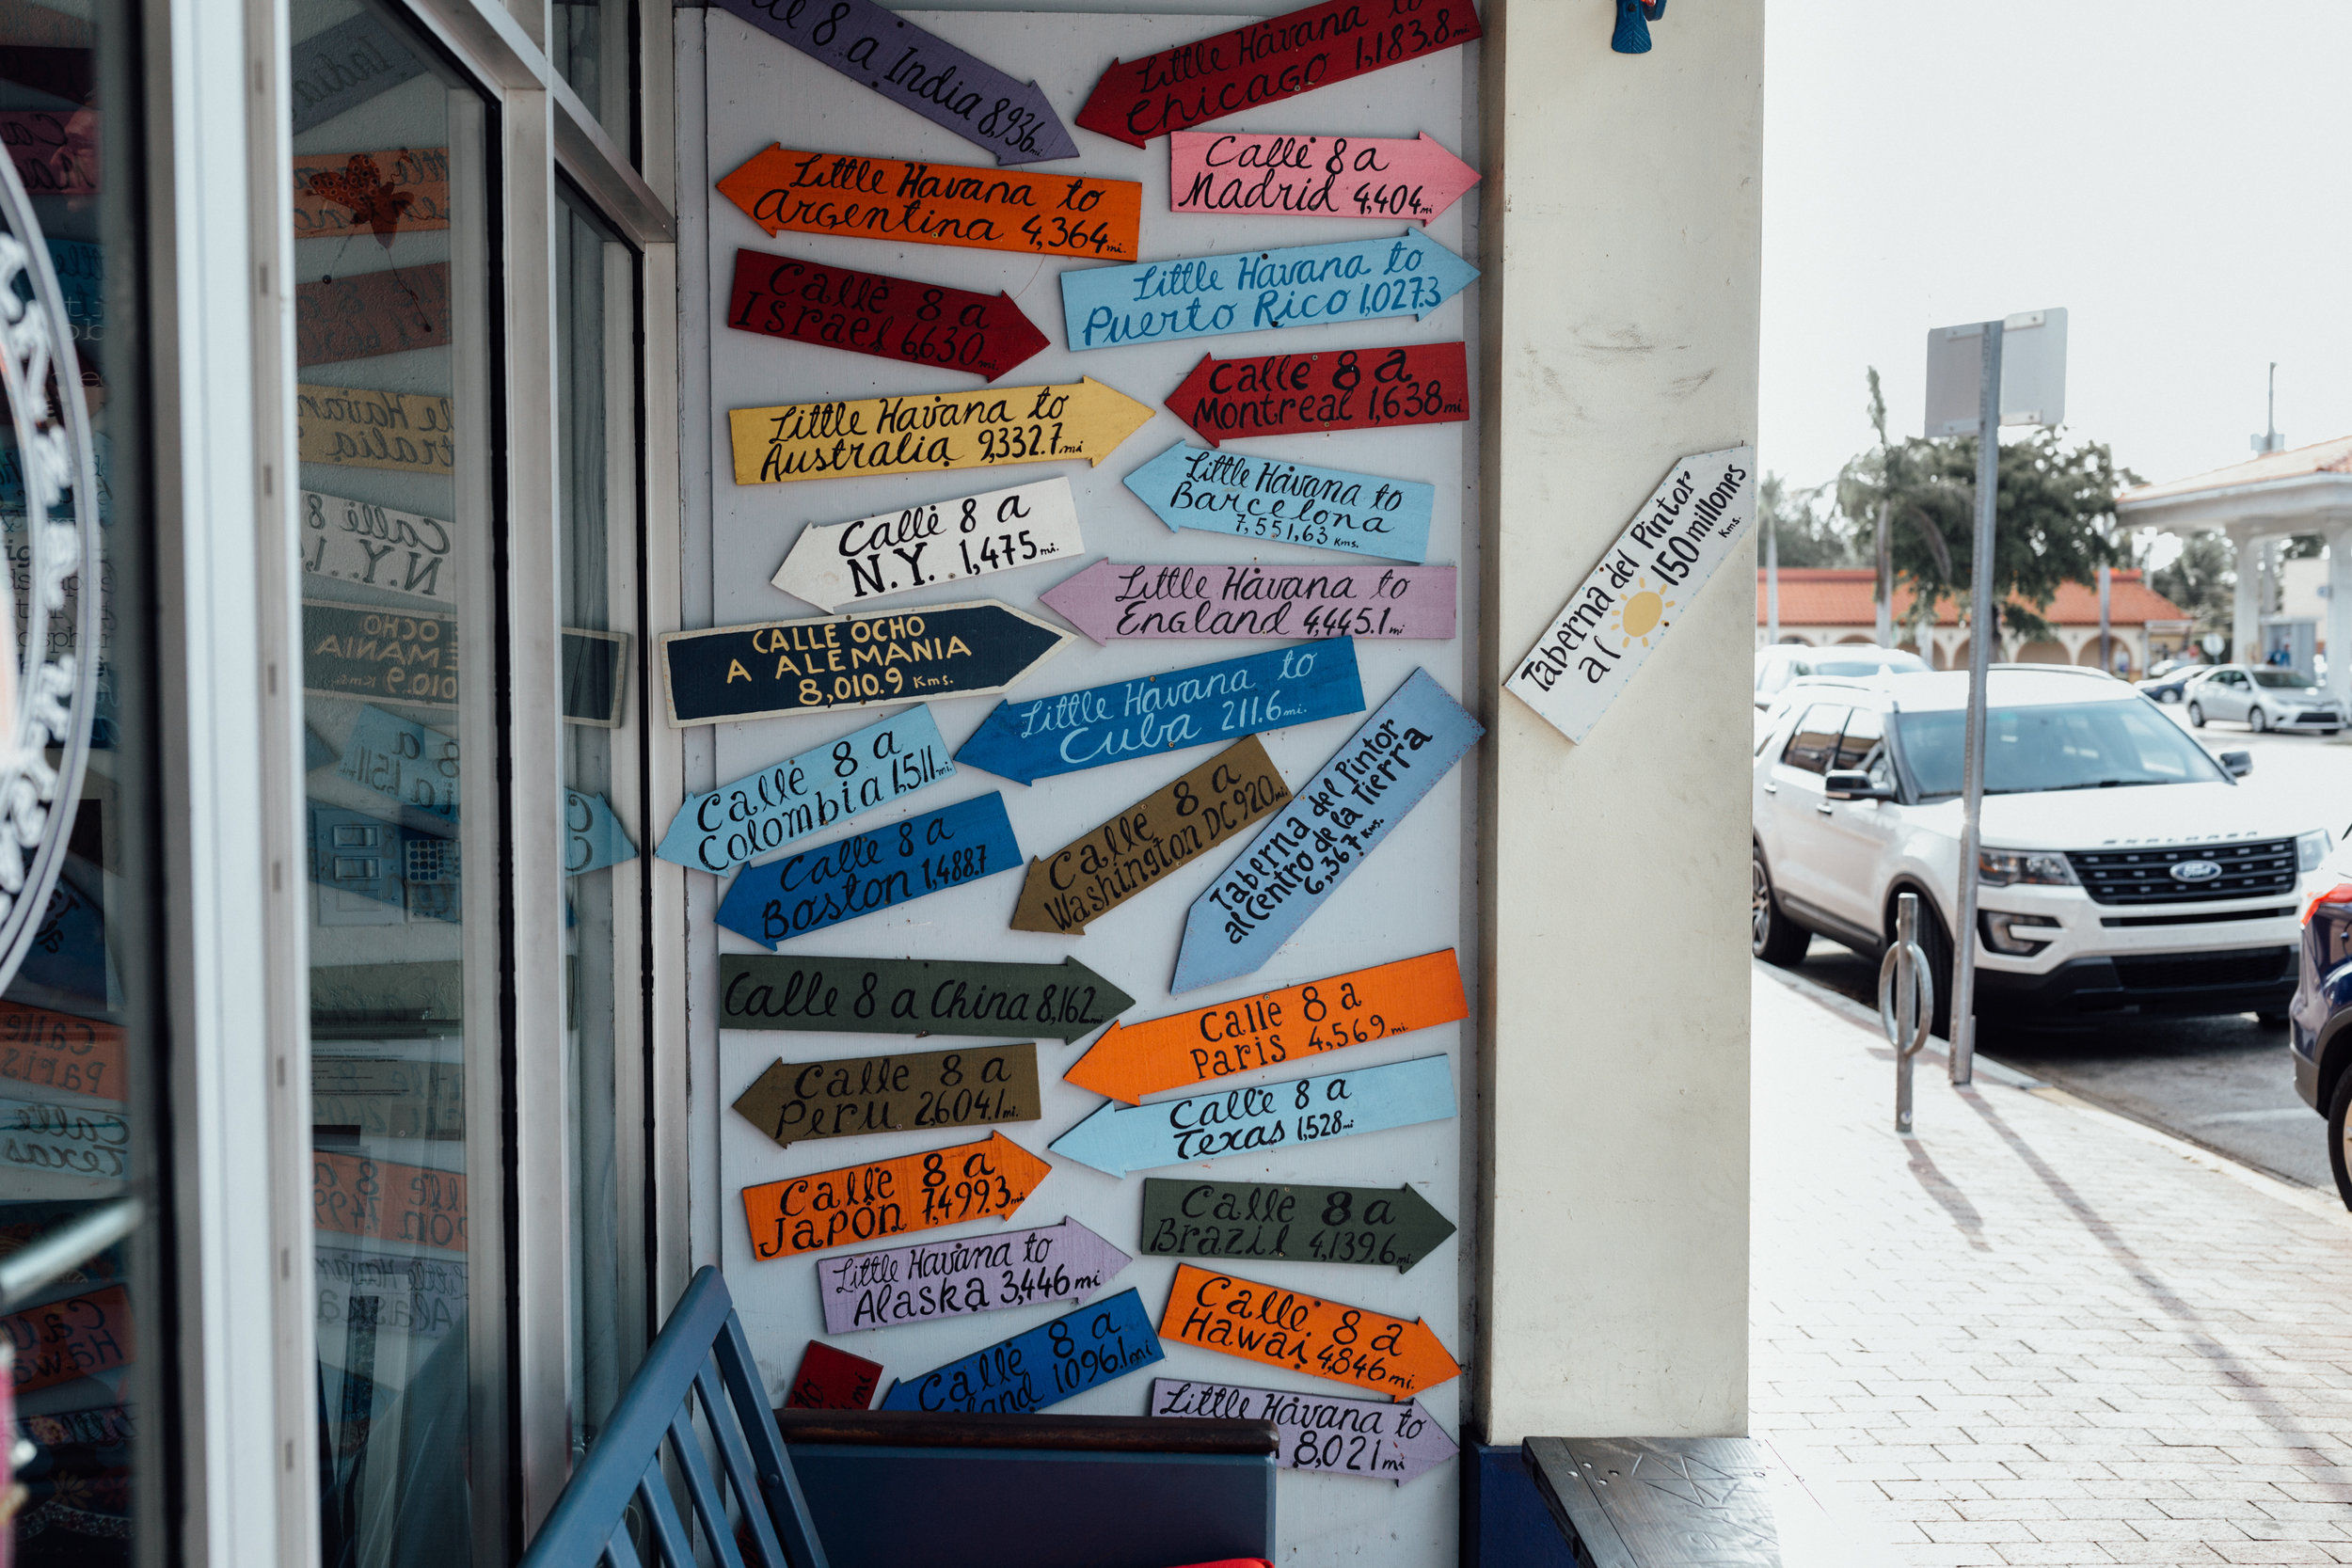 8 a India 8,936 mi.
Little Havana to
Chicago 1,183.8 mi.
Little Havana to
Argentina 4,364 mi.
Calle 8 a
Madrid 4,404 mi
Calle 8 a
Israel 6,630 mi.
Little Havana to
Puerto Rico 1,027.3
Little Havana to
Australia 9,332.7 mi
Calle 8 a
Montreal 1,638 mi.
Little Havana to
Barcelona
7,551,63 Kms.
Calle 8 a
N.Y. 1,475 mi.
Little Havana to
England 4,445.1 mi
CALLE OCHO
A ALEMANIA
8,010.9 Kms.
Little Havana to
Cuba 211.6 mi.
Calle 8 a
Colombia 1,511 mi.
Calle 8 a
Boston 1,488.7
Calle 8 a
Washington DC 920 mi.
Taberna del Pintor
al Centro de la Tierra
6,367 Kms.
Taberna del Pintor
al 150 millones
Kms.
Calle 8 a China 8,162 mi
Calle 8 a
Paris 4,569 mi.
Calle 8 a
Peru 2,604.1 mi.
Calle 8 a
Texas 1,528 mi.
Calle 8 a
Japón 7,499.3 mi
Calle 8 a
Brazil 4,139.6 mi
Little Havana to
Alaska 3,446 mi
Calle 8 a
Hawai 4,846 mi.
Calle 8 a
1096.1 mi
to
mi
Little Havana to
8,021 mi
EXPLORER
Ford